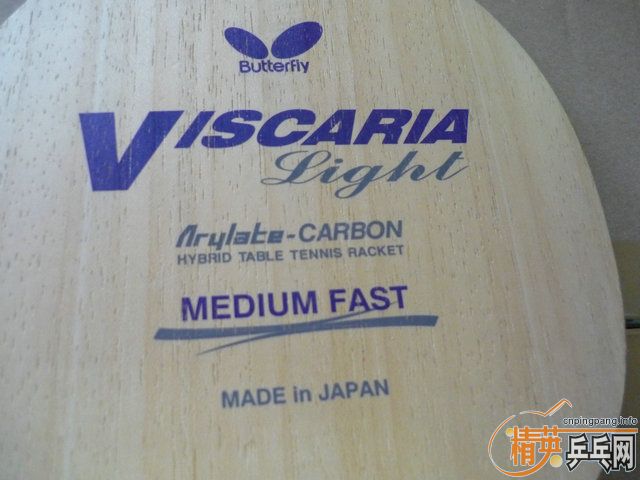 Butterfly
VISCARIA
Light
Arylate-CARBON
HYBRID TABLE TENNIS RACKET
MEDIUM FAST
MADE in JAPAN
cnpingpang.info
精英乒乓网